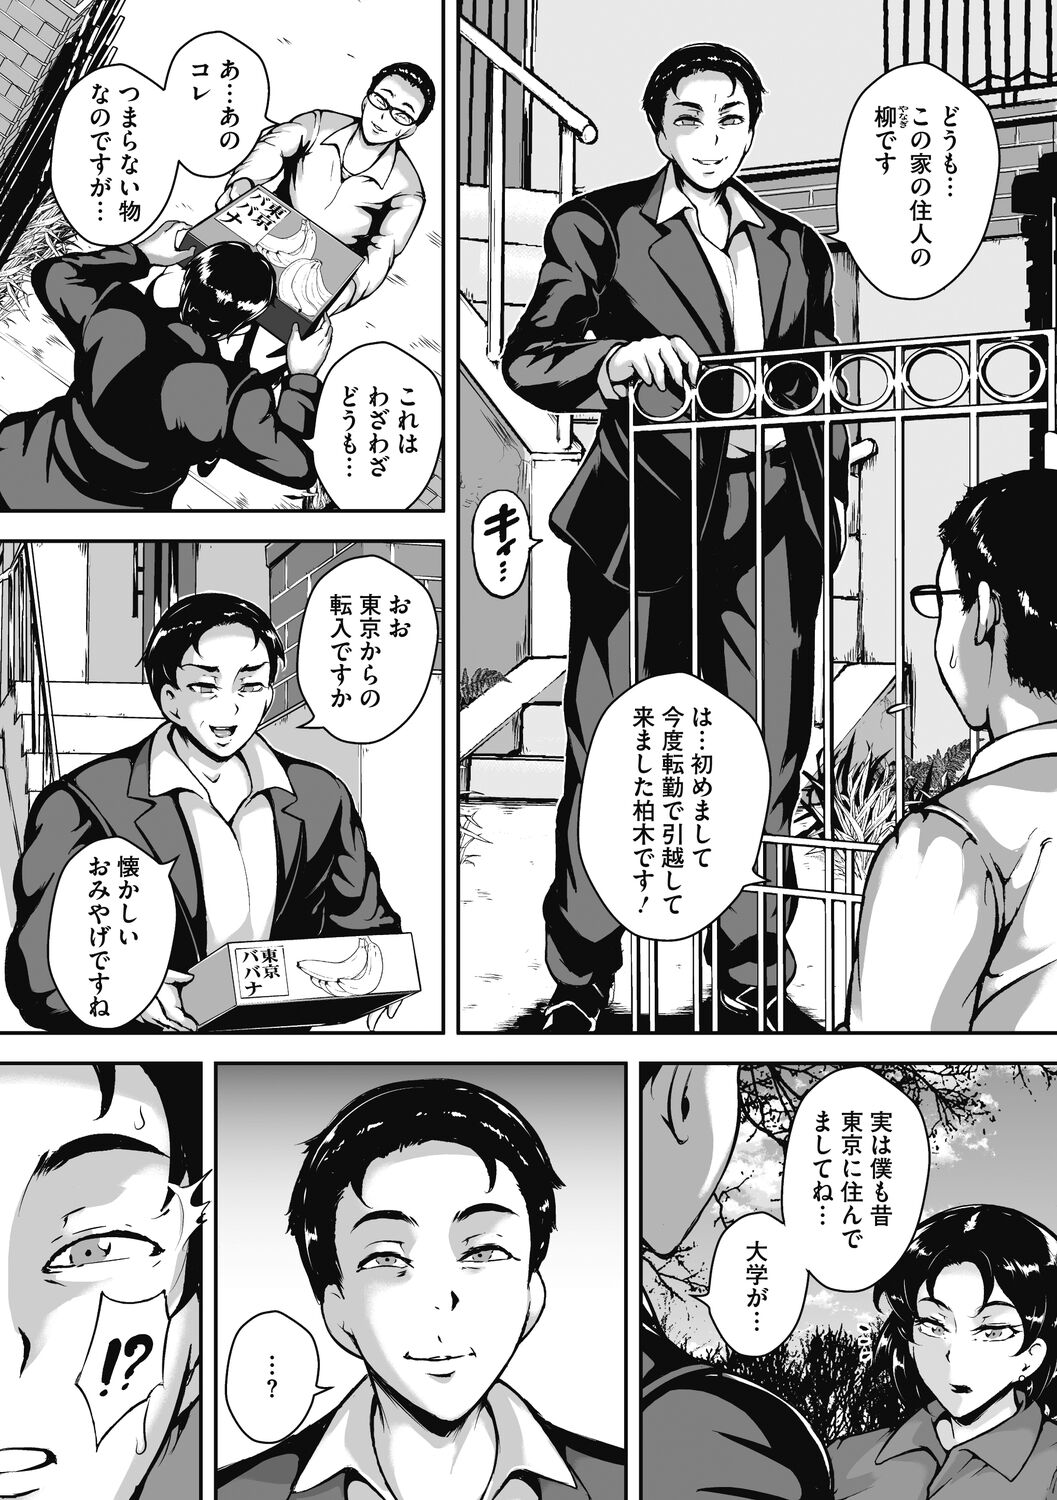 どうも…
この家の住人の
柳です
やなぎ
キィ…
は…初めまして
今度転勤で引越して
来ました柏木です！
あ…あの
コレ
つまらない物
なのですが…
東京
ババナ
これは
わざわざ
どうも…
おお
東京からの
転入ですか
懐かしい
おみやげですね
東京
ババナ
実は僕も昔
東京に住んで
ましてね…
大学が…
…？
!?